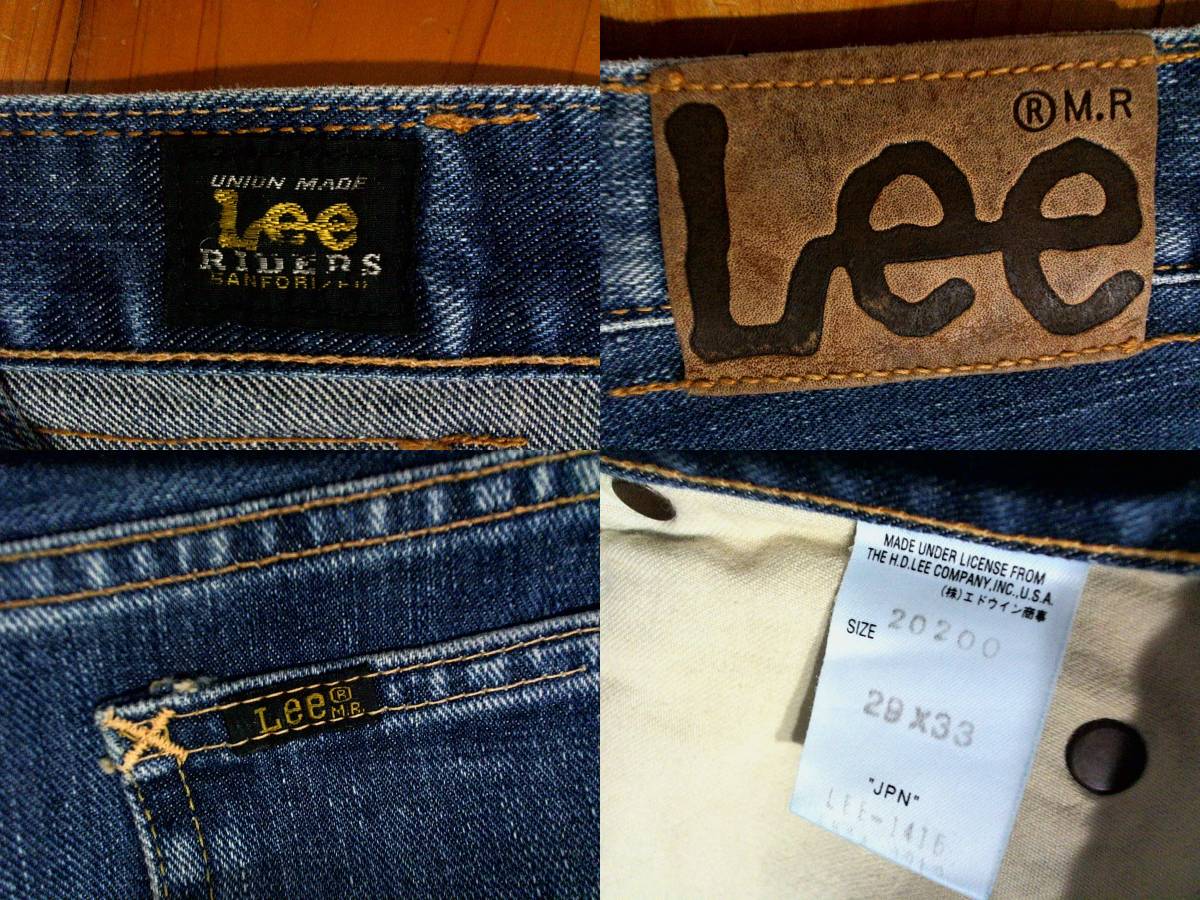 UNION MADE
Lee
RIDERS
SANFORIZED
® M.R
Lee
Lee ®
M.R.
MADE UNDER LICENSE FROM
THE H.D.LEE COMPANY,INC.,U.S.A.
(株)エドウイン商事
SIZE 20200
29X33
"JPN"
LEE-1416